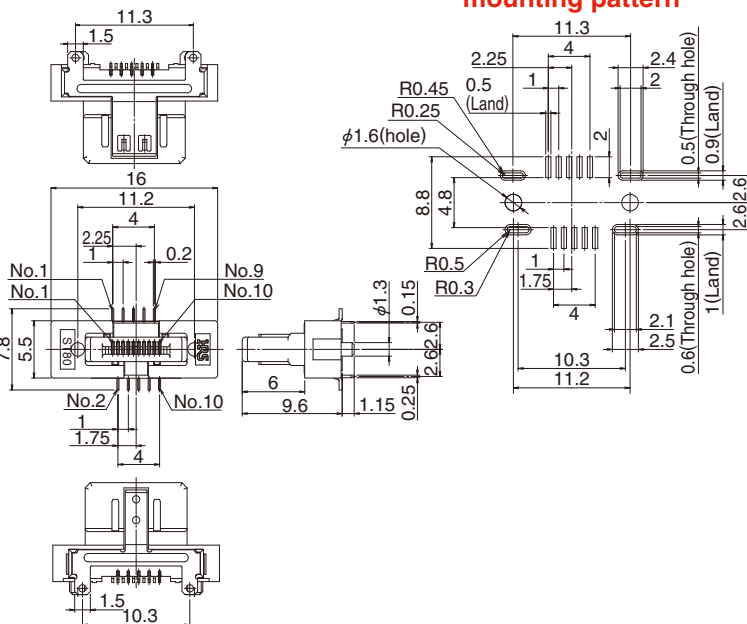 mounting pattern
11.3
1.5
11.3
4
2.25
1
0.5
(Land)
2.4
2
0.5(Through hole)
0.9(Land)
R0.45
R0.25
φ1.6(hole)
2
8.8
4.8
2.6
2.6
R0.5
R0.3
1
1.75
4
2.1
2.5
0.6(Through hole)
1(Land)
10.3
11.2
16
11.2
4
2.25
1
0.2
No.1
No.9
No.1
No.10
7.8
5.5
ST80
HRS
No.2
No.10
1
1.75
4
φ1.3
0.15
2.6
2.6
6
9.6
1.15
0.25
1.5
10.3